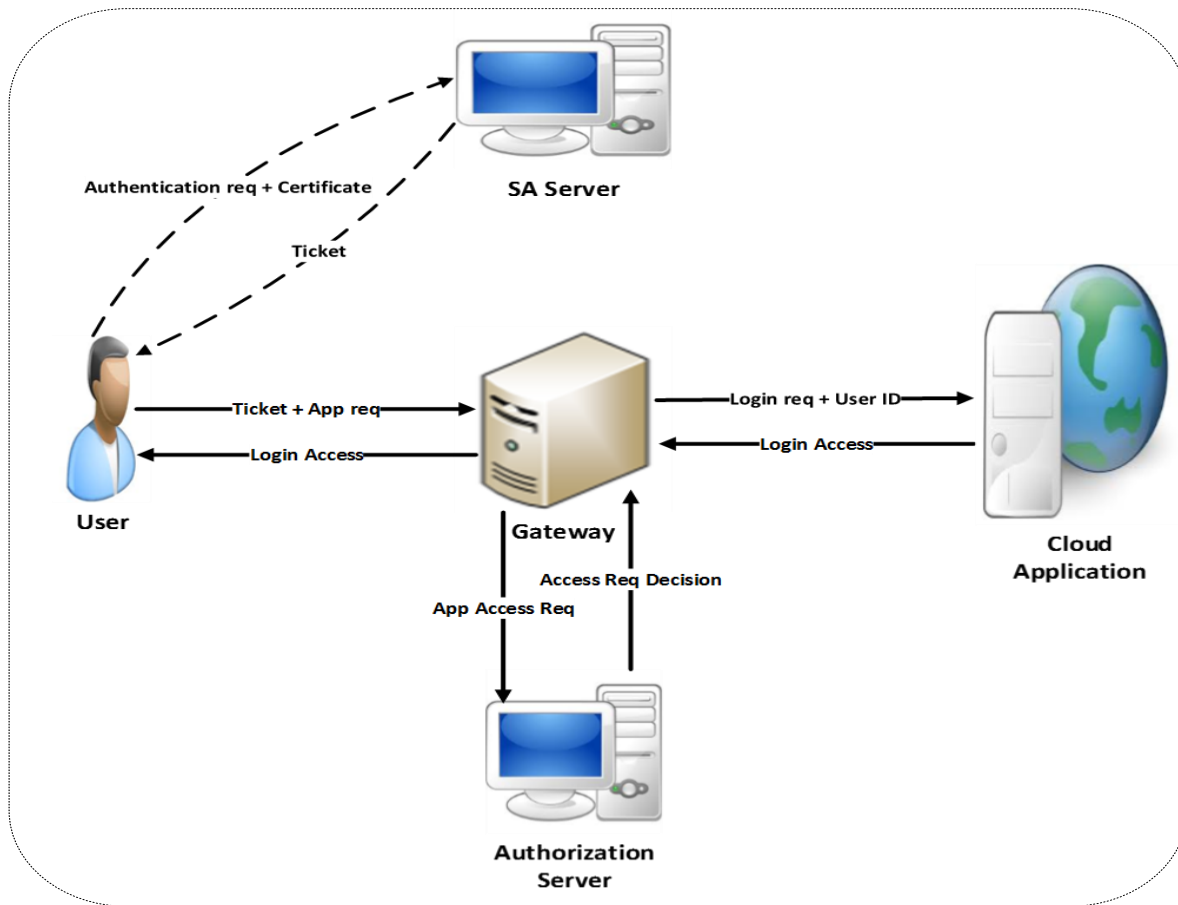 SA Server
Authentication req + Certificate
Ticket
Ticket + App req
Login req + User ID
Login Access
Login Access
User
Gateway
Cloud
Application
Access Req Decision
App Access Req
Authorization
Server